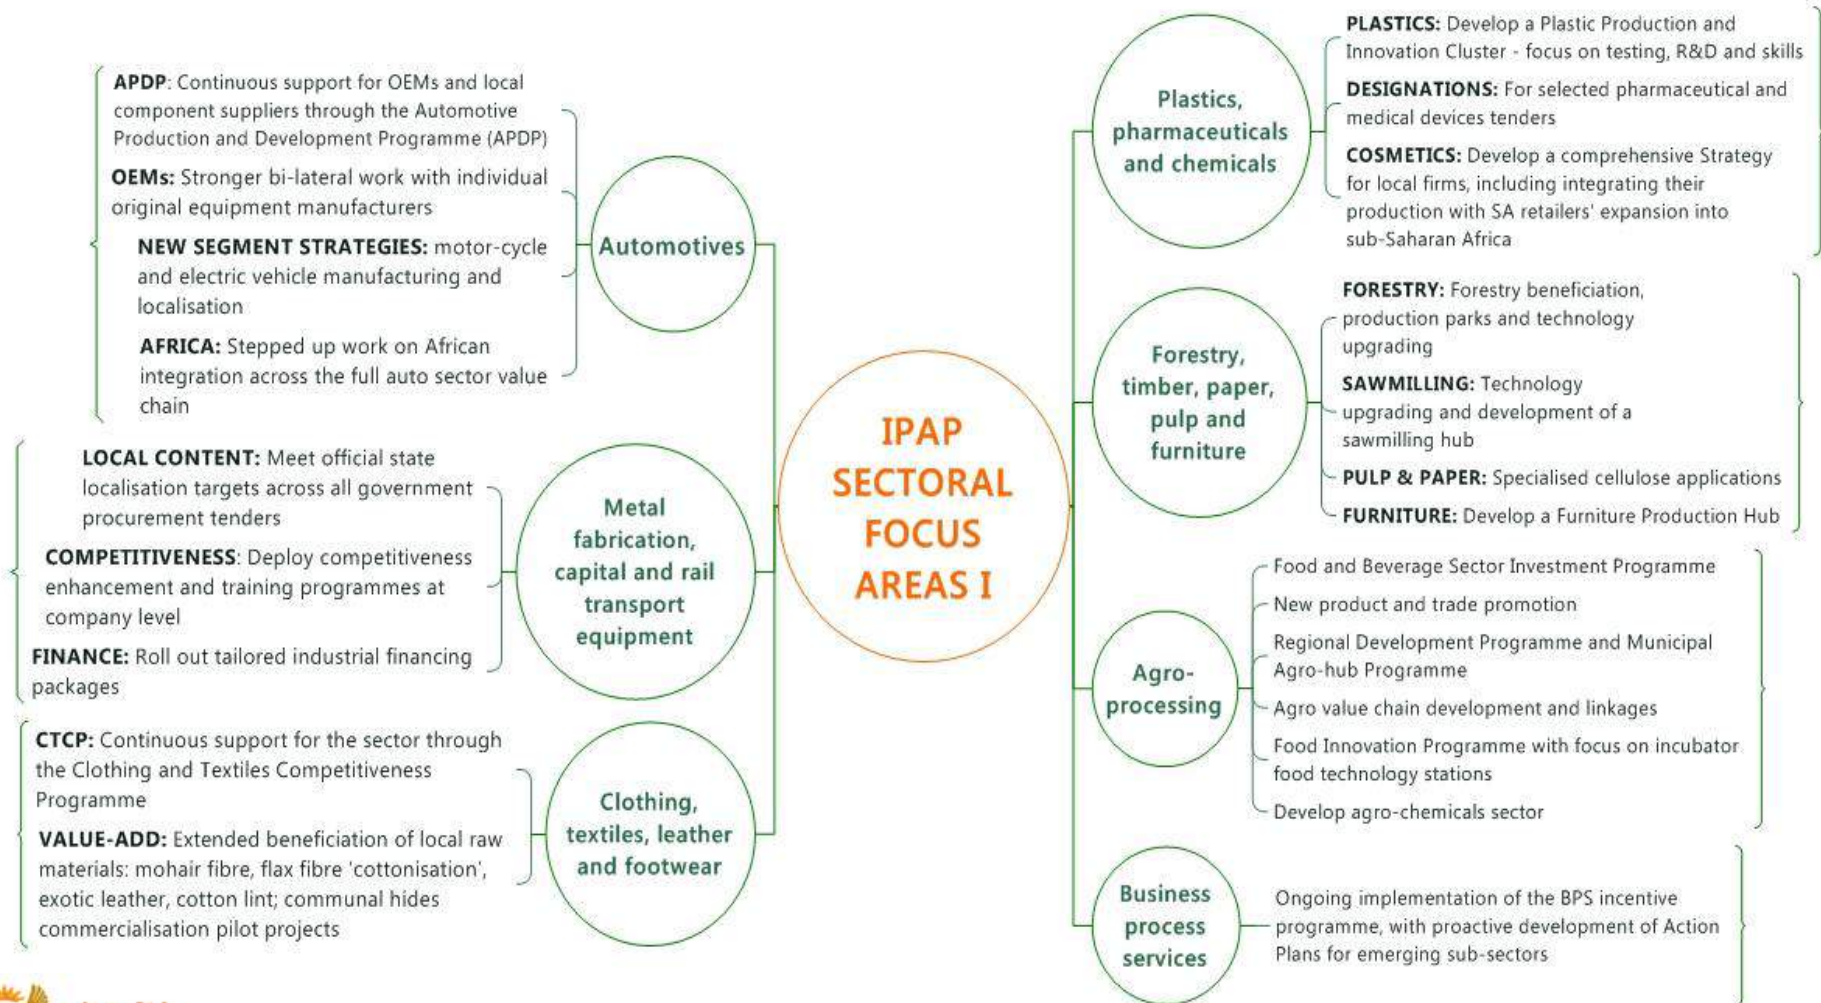 APDP: Continuous support for OEMs and local
component suppliers through the Automotive
Production and Development Programme (APDP)
OEMs: Stronger bi-lateral work with individual
original equipment manufacturers
NEW SEGMENT STRATEGIES: motor-cycle
and electric vehicle manufacturing and
localisation
AFRICA: Stepped up work on African
integration across the full auto sector value
chain
Automotives
LOCAL CONTENT: Meet official state
localisation targets across all government
procurement tenders
COMPETITIVENESS: Deploy competitiveness
enhancement and training programmes at
company level
FINANCE: Roll out tailored industrial financing
packages
Metal
fabrication,
capital and rail
transport
equipment
CTCP: Continuous support for the sector through
the Clothing and Textiles Competitiveness
Programme
VALUE-ADD: Extended beneficiation of local raw
materials: mohair fibre, flax fibre 'cottonisation',
exotic leather, cotton lint; communal hides
commercialisation pilot projects
Clothing,
textiles, leather
and footwear
IPAP
SECTORAL
FOCUS
AREAS I
Plastics,
pharmaceuticals
and chemicals
PLASTICS: Develop a Plastic Production and
Innovation Cluster - focus on testing, R&D and skills
DESIGNATIONS: For selected pharmaceutical and
medical devices tenders
COSMETICS: Develop a comprehensive Strategy
for local firms, including integrating their
production with SA retailers' expansion into
sub-Saharan Africa
Forestry,
timber, paper,
pulp and
furniture
FORESTRY: Forestry beneficiation,
production parks and technology
upgrading
SAWMILLING: Technology
upgrading and development of a
sawmilling hub
PULP & PAPER: Specialised cellulose applications
FURNITURE: Develop a Furniture Production Hub
Agro-
processing
Food and Beverage Sector Investment Programme
New product and trade promotion
Regional Development Programme and Municipal
Agro-hub Programme
Agro value chain development and linkages
Food Innovation Programme with focus on incubator
food technology stations
Develop agro-chemicals sector
Business
process
services
Ongoing implementation of the BPS incentive
programme, with proactive development of Action
Plans for emerging sub-sectors